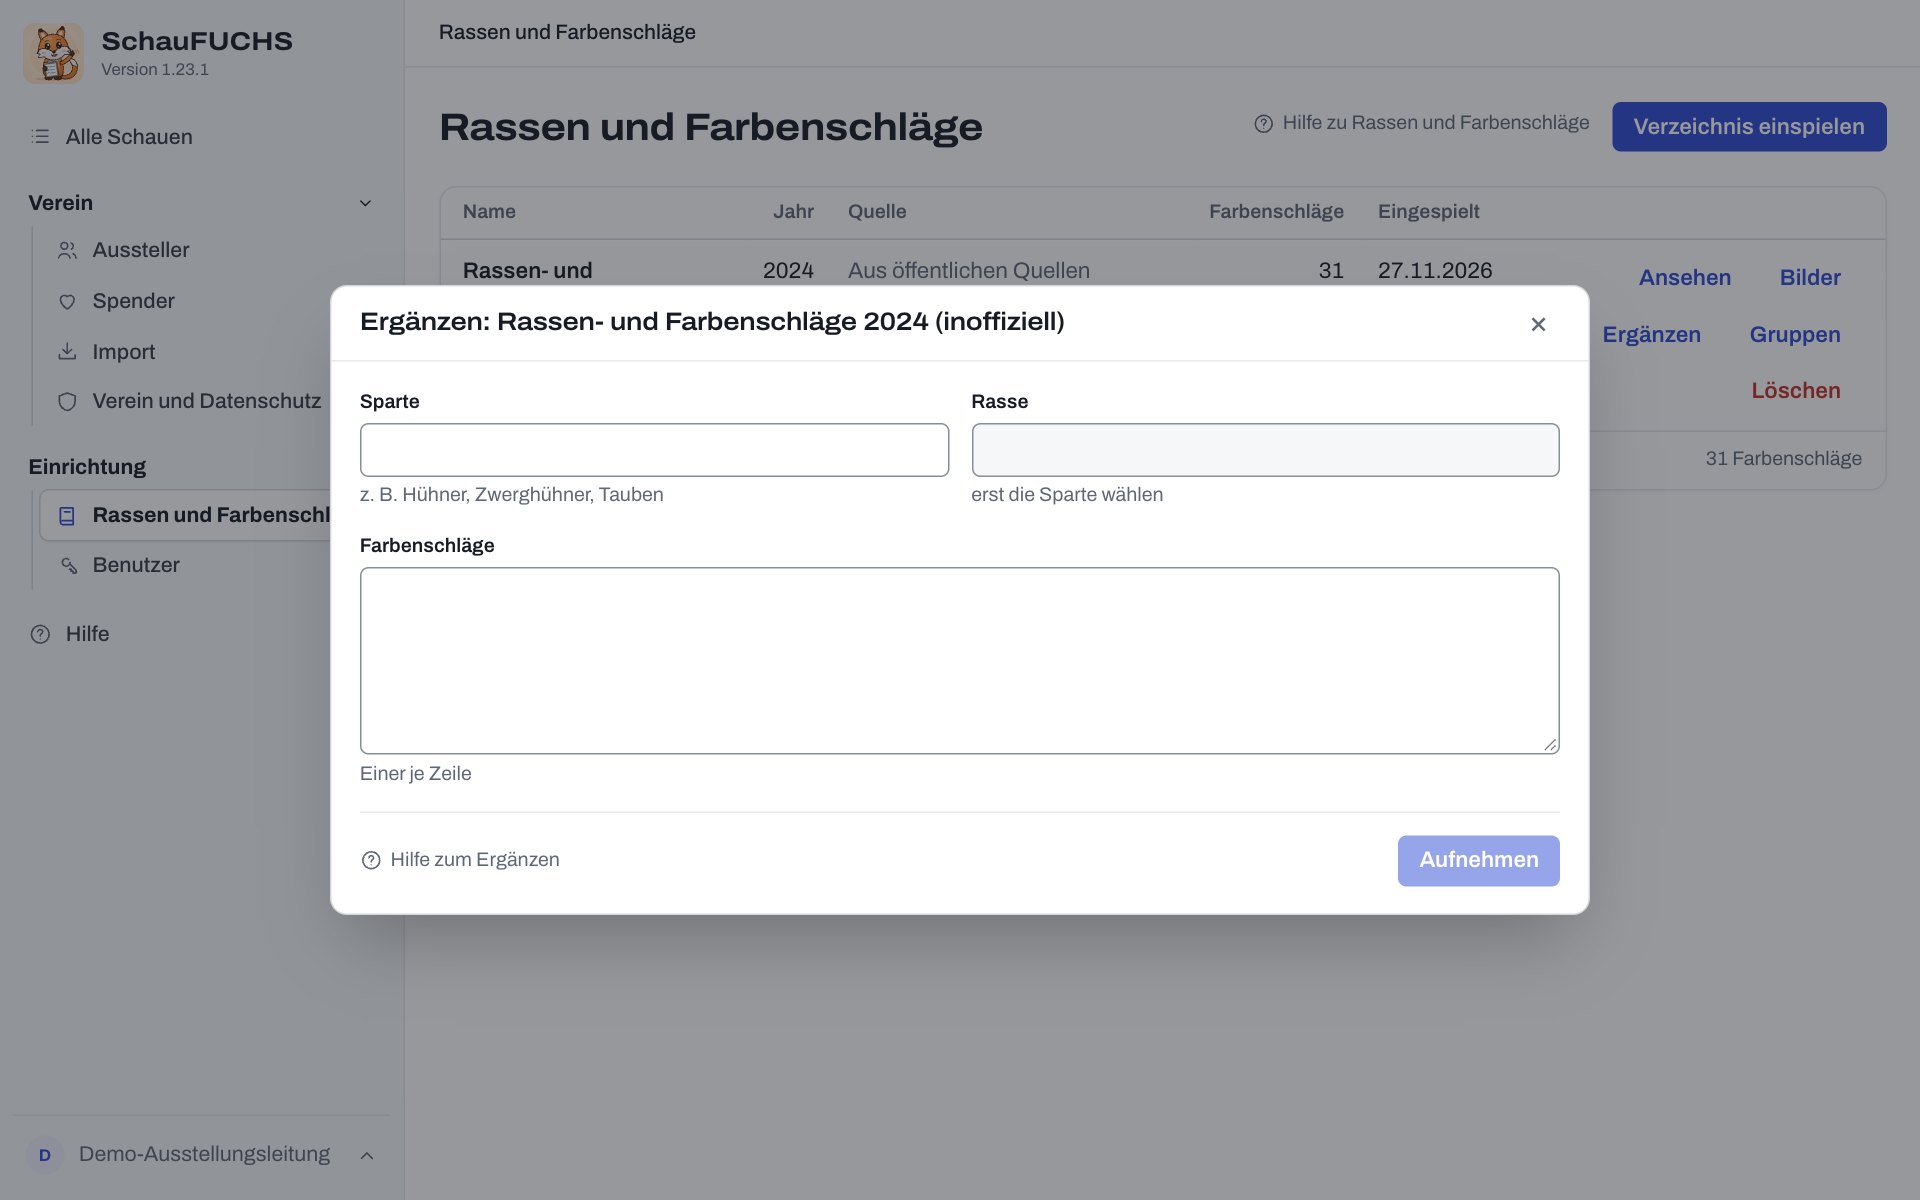 SchauFUCHS
Version 1.23.1
Alle Schauen
Verein
Aussteller
Spender
Import
Verein und Datenschutz
Einrichtung
Rassen und Farbenschl
Benutzer
Hilfe
D Demo-Ausstellungsleitung
Rassen und Farbenschläge
Rassen und Farbenschläge
Hilfe zu Rassen und Farbenschläge
Verzeichnis einspielen
Name Jahr Quelle Farbenschläge Eingespielt
Rassen- und 2024 Aus öffentlichen Quellen 31 27.11.2026
Ansehen Bilder
Ergänzen Gruppen
Löschen
31 Farbenschläge
Ergänzen: Rassen- und Farbenschläge 2024 (inoffiziell)
Sparte Rasse
z. B. Hühner, Zwerghühner, Tauben erst die Sparte wählen
Farbenschläge
Einer je Zeile
Hilfe zum Ergänzen
Aufnehmen